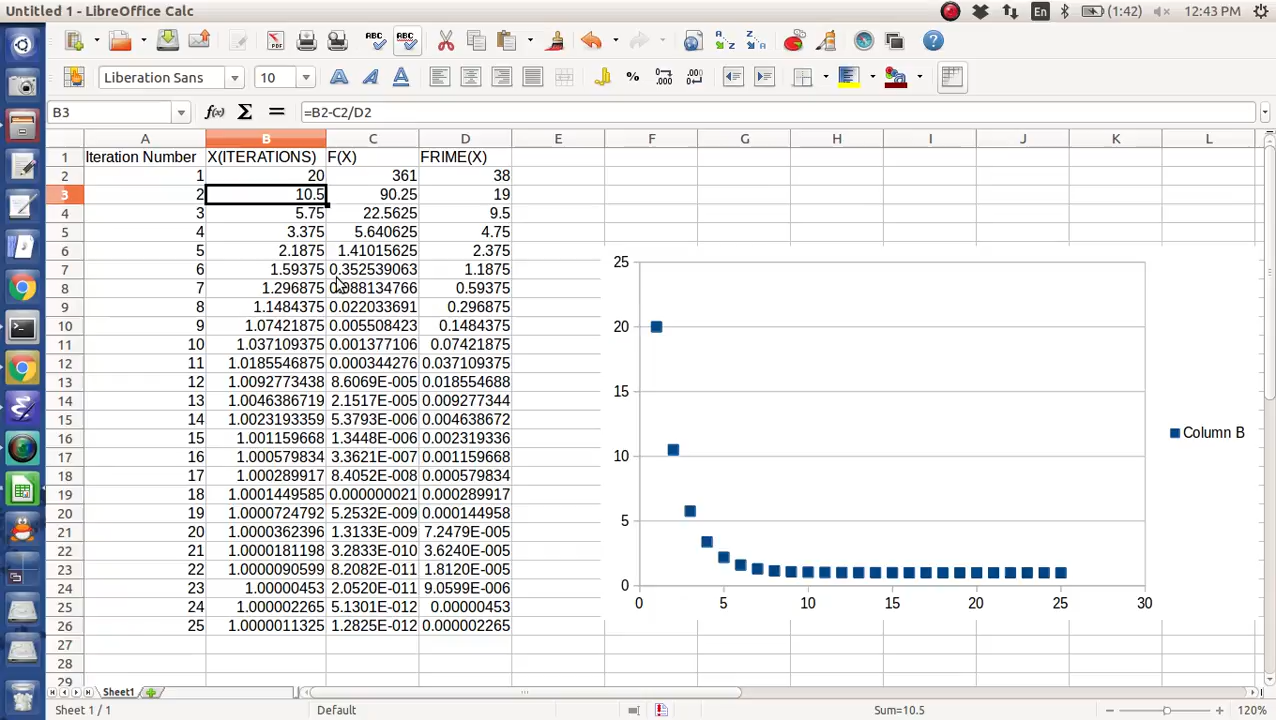 Untitled 1 - LibreOffice Calc
En
(1:42)
12:43 PM
Liberation Sans
10
B3
=B2-C2/D2
A B C D E F G H I J K L
1 Iteration Number X(ITERATIONS) F(X) FRIME(X)
2 1 20 361 38
3 2 10.5 90.25 19
4 3 5.75 22.5625 9.5
5 4 3.375 5.640625 4.75
6 5 2.1875 1.41015625 2.375
7 6 1.59375 0.352539063 1.1875
8 7 1.296875 0.088134766 0.59375
9 8 1.1484375 0.022033691 0.296875
10 9 1.07421875 0.005508423 0.1484375
11 10 1.037109375 0.001377106 0.07421875
12 11 1.0185546875 0.000344276 0.037109375
13 12 1.0092773438 8.6069E-005 0.018554688
14 13 1.0046386719 2.1517E-005 0.009277344
15 14 1.0023193359 5.3793E-006 0.004638672
16 15 1.001159668 1.3448E-006 0.002319336
17 16 1.000579834 3.3621E-007 0.001159668
18 17 1.000289917 8.4052E-008 0.000579834
19 18 1.0001449585 0.000000021 0.000289917
20 19 1.0000724792 5.2532E-009 0.000144958
21 20 1.0000362396 1.3133E-009 7.2479E-005
22 21 1.0000181198 3.2833E-010 3.6240E-005
23 22 1.0000090599 8.2082E-011 1.8120E-005
24 23 1.00000453 2.0520E-011 9.0599E-006
25 24 1.000002265 5.1301E-012 0.00000453
26 25 1.0000011325 1.2825E-012 0.000002265
27
28
29
25
20
15
10
5
0
0 5 10 15 20 25 30
Column B
Sheet1
Sheet 1 / 1
Default
Sum=10.5
120%